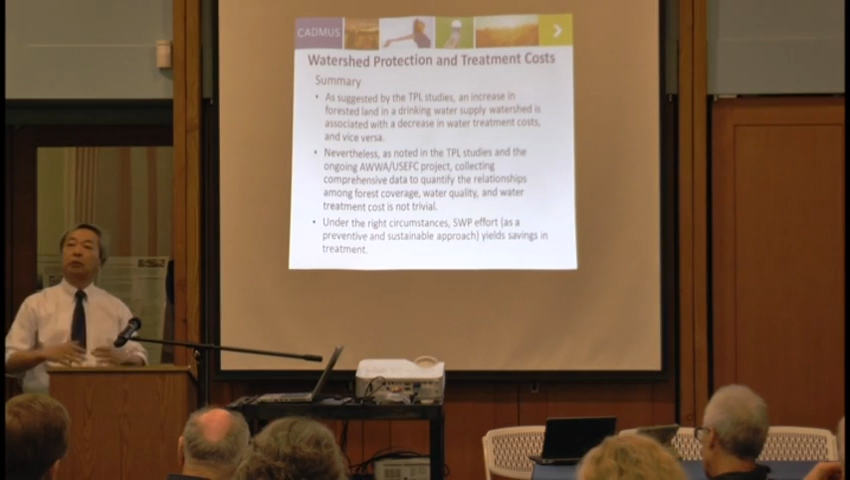 CADMUS
Watershed Protection and Treatment Costs
Summary
• As suggested by the TPL studies, an increase in
forested land in a drinking water supply watershed is
associated with a decrease in water treatment costs,
and vice versa.
• Nevertheless, as noted in the TPL studies and the
ongoing AWWA/USEFC project, collecting
comprehensive data to quantify the relationships
among forest coverage, water quality, and water
treatment cost is not trivial.
• Under the right circumstances, SWP effort (as a
preventive and sustainable approach) yields savings in
treatment.